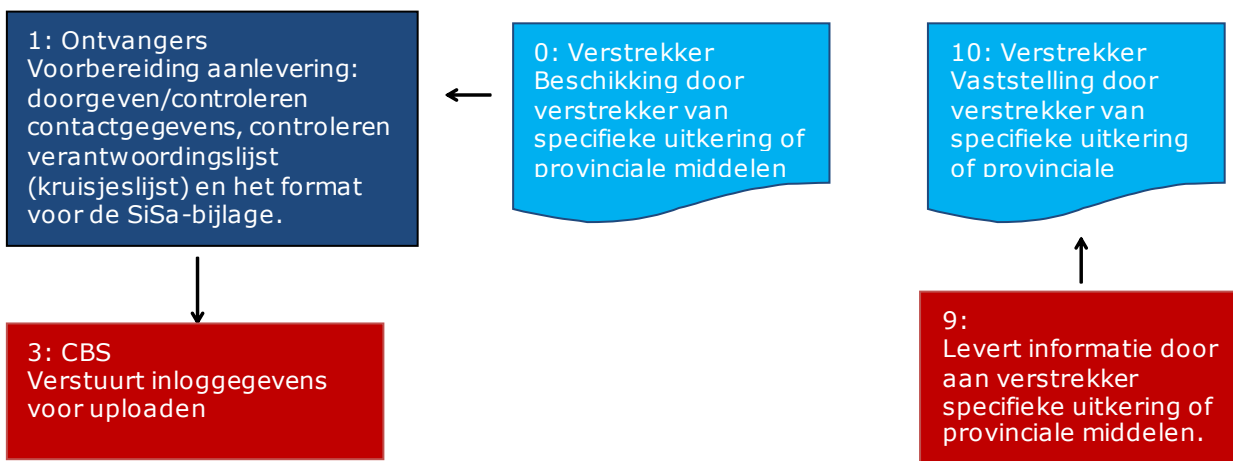 1: Ontvangers
Voorbereiding aanlevering:
doorgeven/controleren
contactgegevens, controleren
verantwoordingslijst
(kruisjeslijst) en het format
voor de SiSa-bijlage.
0: Verstrekker
Beschikking door
verstrekker van
specifieke uitkering of
provinciale middelen
10: Verstrekker
Vaststelling door
verstrekker van
specifieke uitkering
of provinciale
3: CBS
Verstuurt inloggegevens
voor uploaden
9:
Levert informatie door
aan verstrekker
specifieke uitkering of
provinciale middelen.